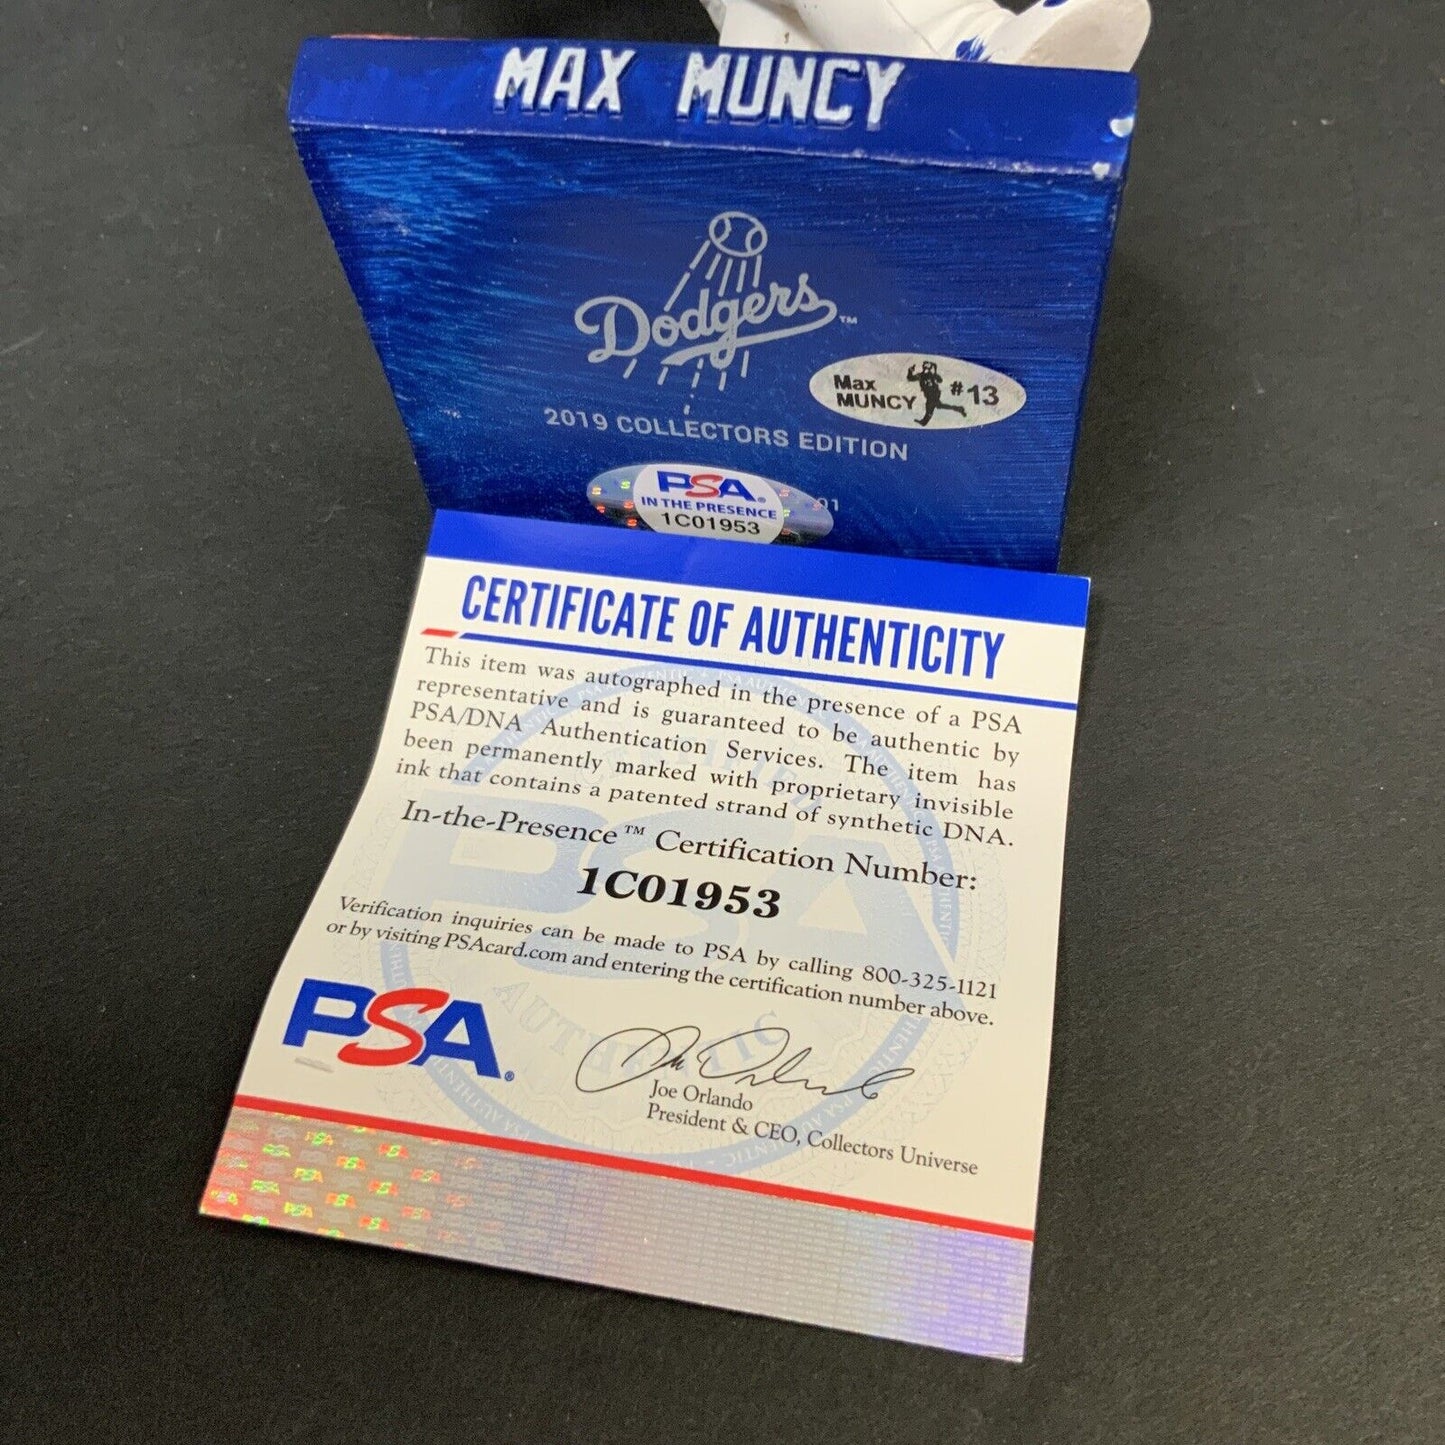 MAX MUNCY
Dodgers™
Max
MUNCY #13
2019 COLLECTORS EDITION
PSA®
IN THE PRESENCE
1C01953
CERTIFICATE OF AUTHENTICITY
This item was autographed in the presence of a PSA
representative and is guaranteed to be authentic by
PSA/DNA Authentication Services. The item has
been permanently marked with proprietary invisible
ink that contains a patented strand of synthetic DNA.
In-the-Presence™ Certification Number:
1C01953
Verification inquiries can be made to PSA by calling 800-325-1121
or by visiting PSAcard.com and entering the certification number above.
PSA®
Joe Orlando
President & CEO, Collectors Universe